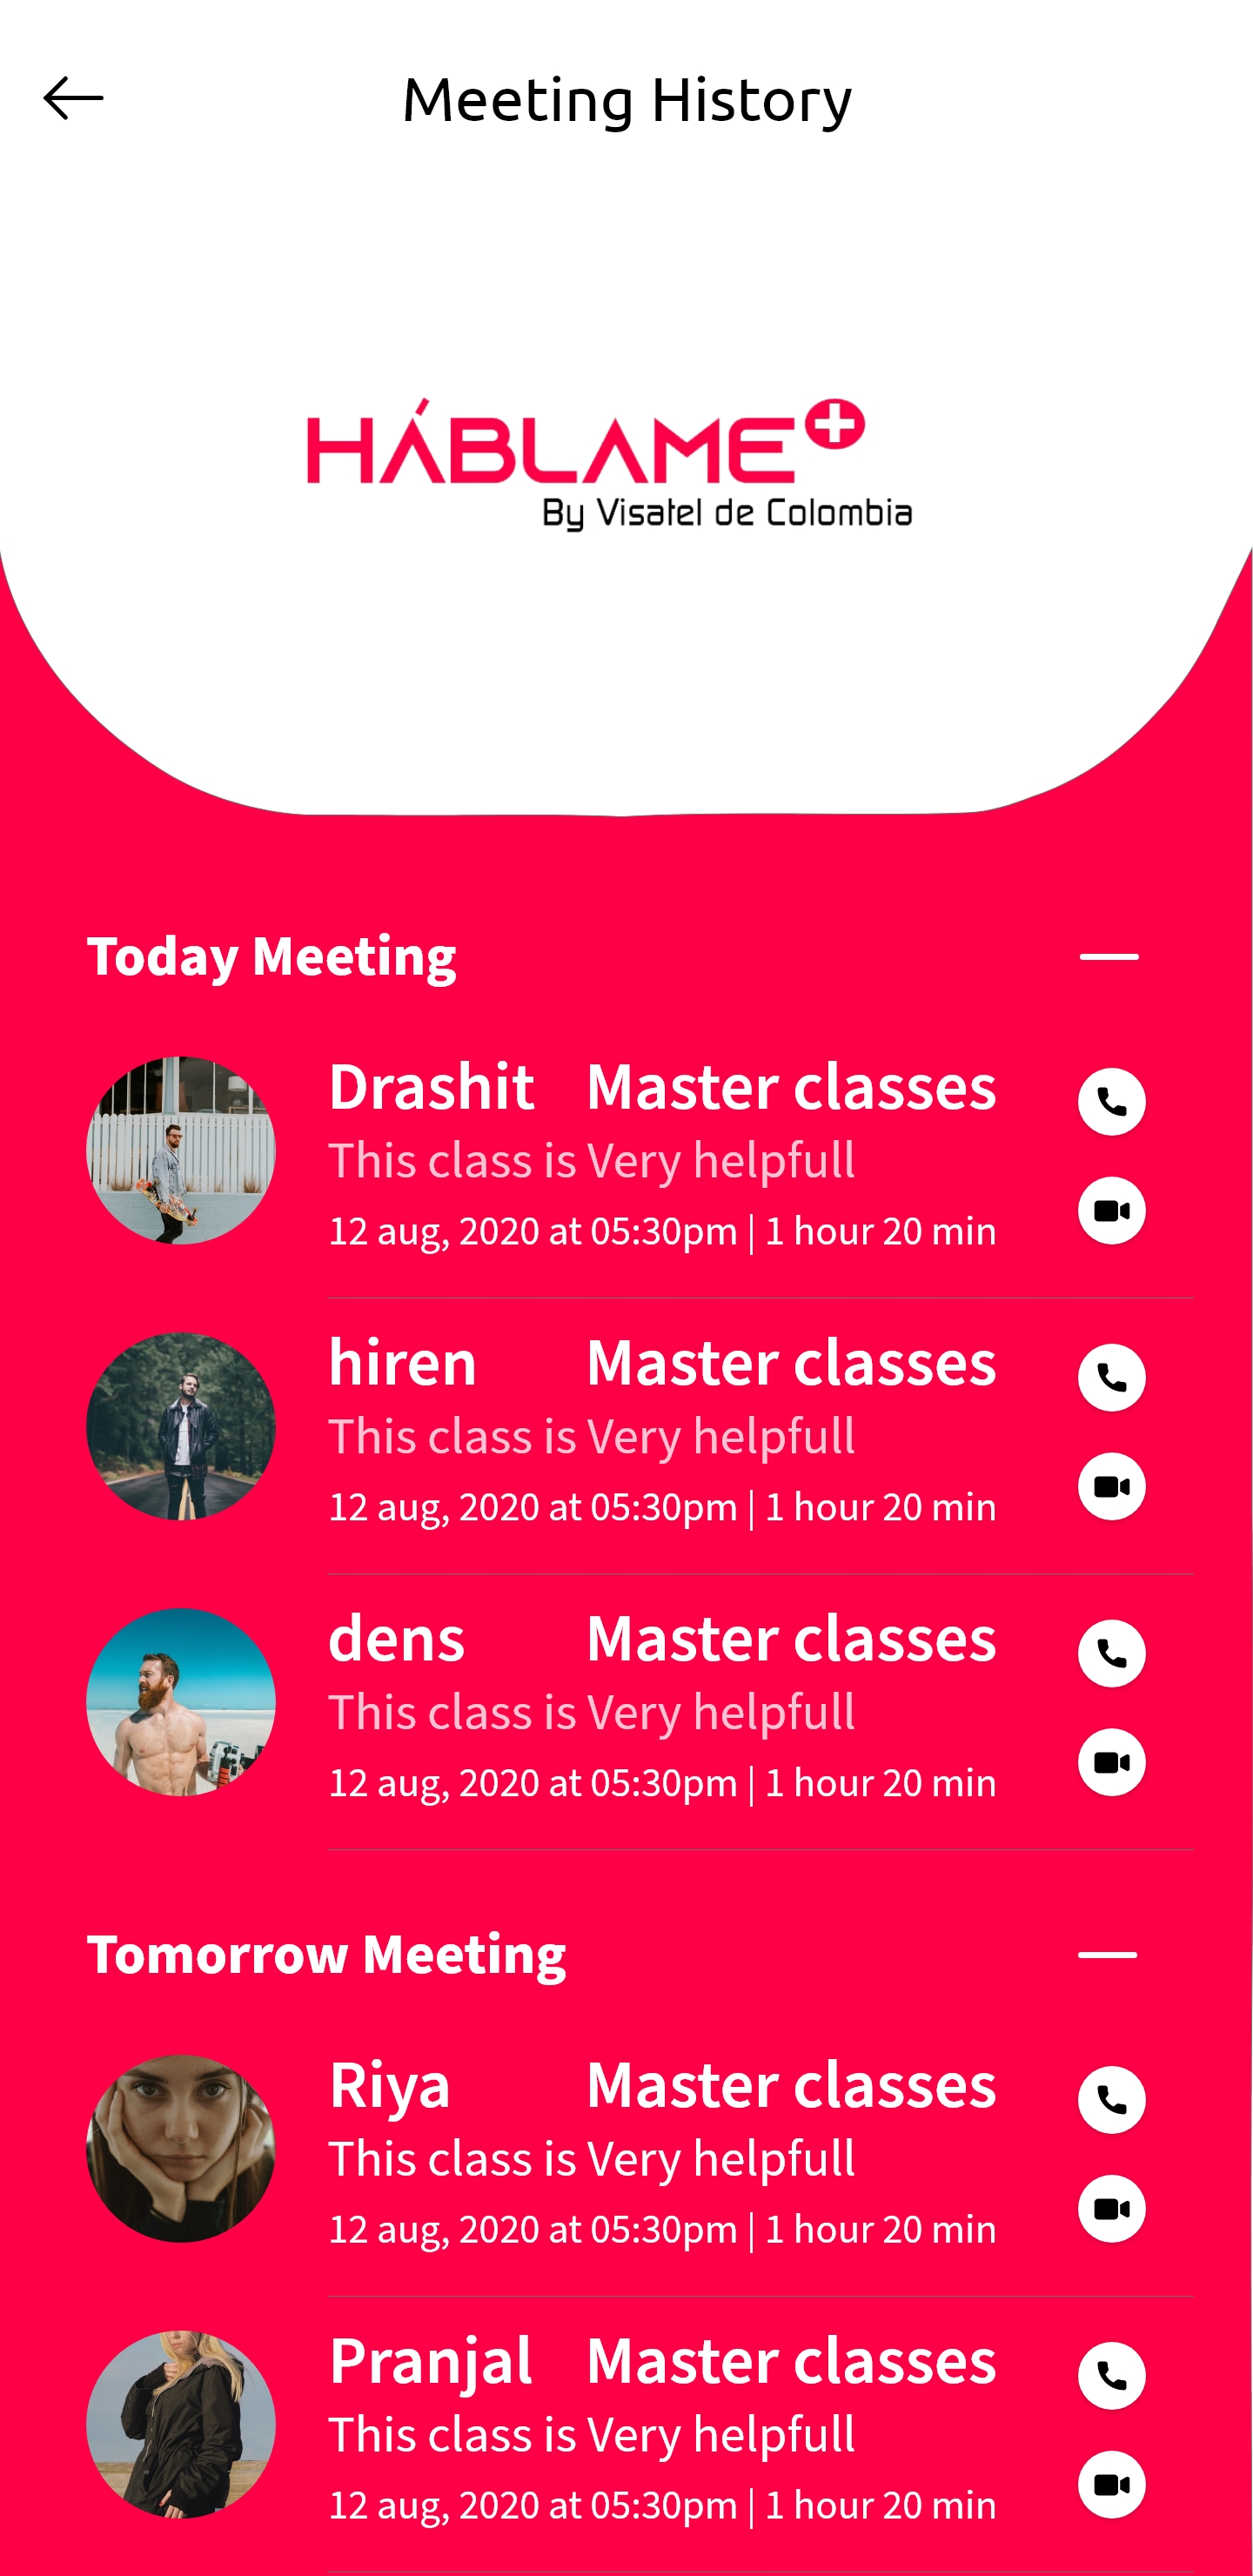 Meeting History
HÁBLAME
By Visatel de Colombia
Today Meeting
Drashit Master classes
This class is Very helpfull
12 aug, 2020 at 05:30pm | 1 hour 20 min
hiren Master classes
This class is Very helpfull
12 aug, 2020 at 05:30pm | 1 hour 20 min
dens Master classes
This class is Very helpfull
12 aug, 2020 at 05:30pm | 1 hour 20 min
Tomorrow Meeting
Riya Master classes
This class is Very helpfull
12 aug, 2020 at 05:30pm | 1 hour 20 min
Pranjal Master classes
This class is Very helpfull
12 aug, 2020 at 05:30pm | 1 hour 20 min